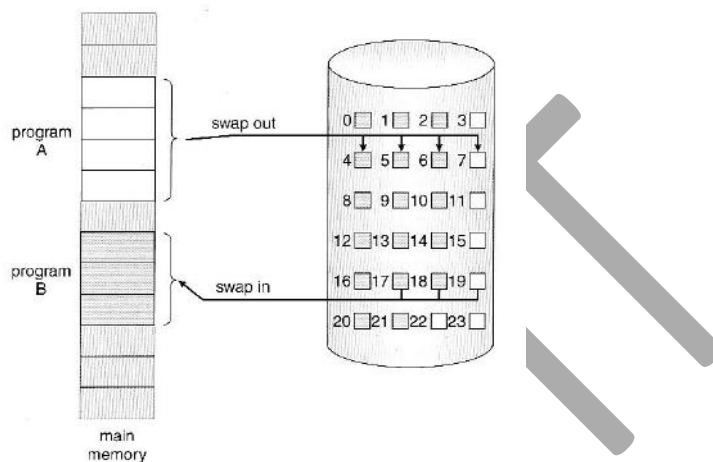 program
A
swap out
program
B
swap in
main
memory
0 1 2 3
4 5 6 7
8 9 10 11
12 13 14 15
16 17 18 19
20 21 22 23